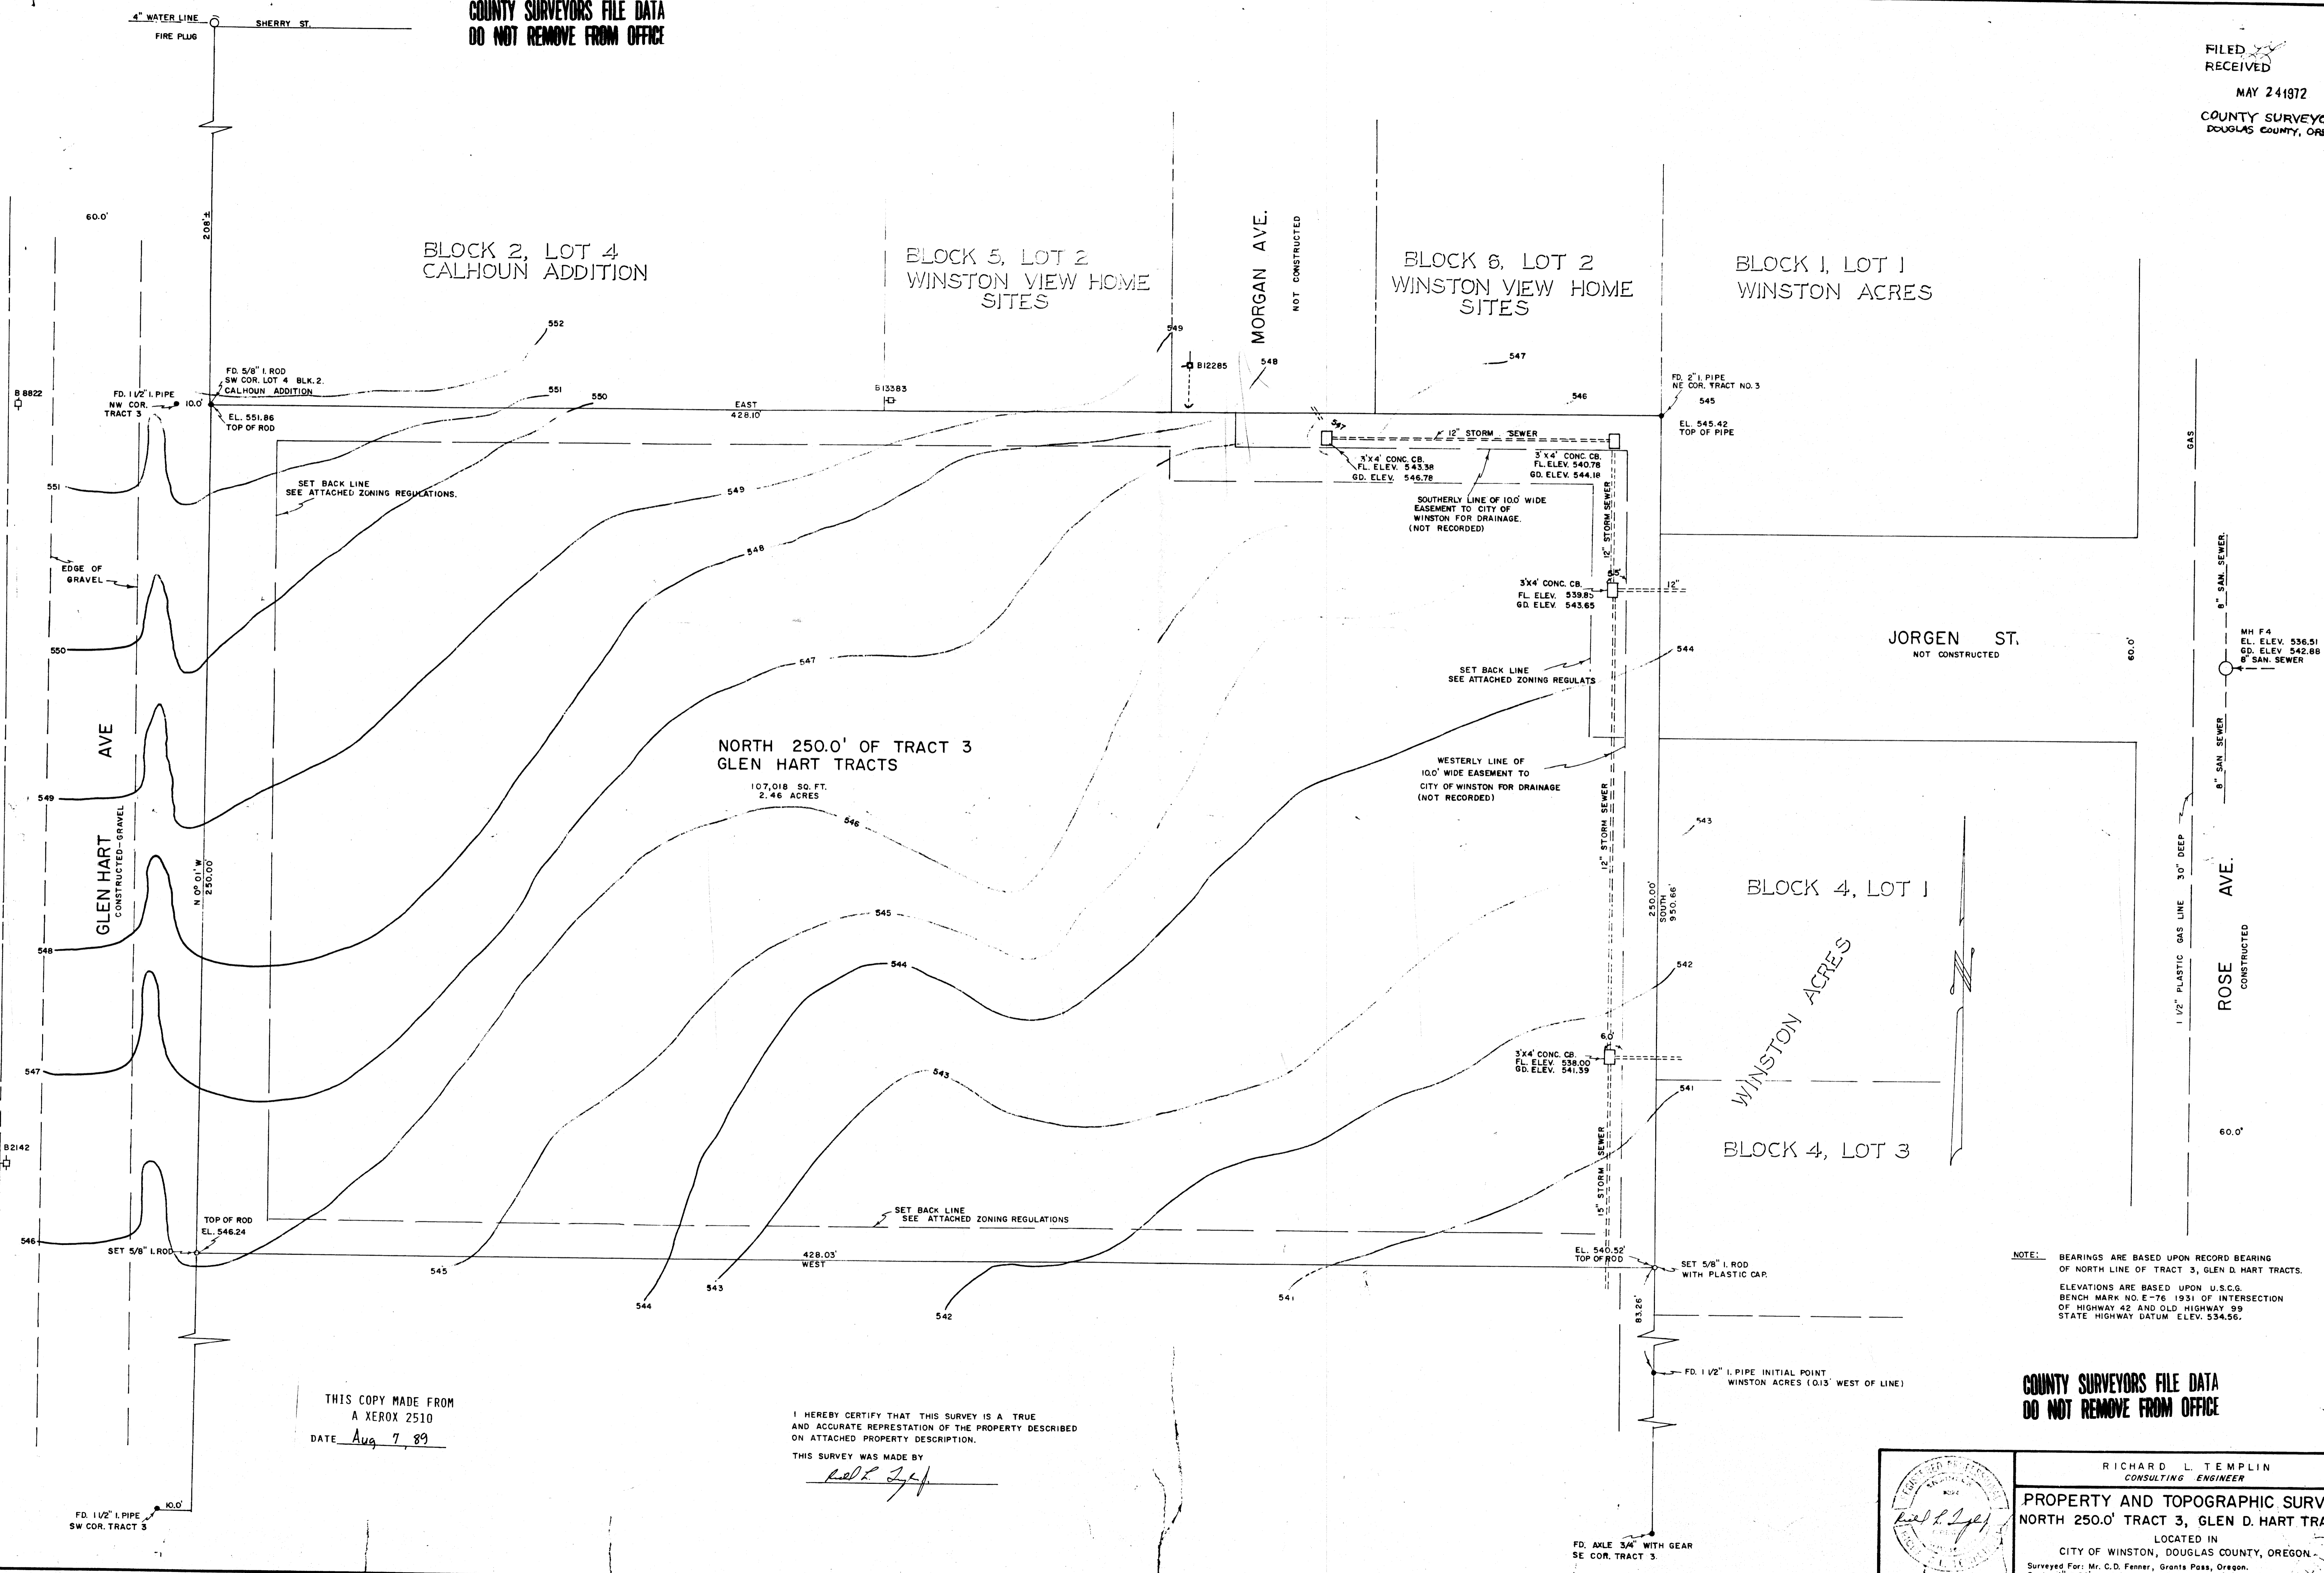 4" WATER LINE
SHERRY ST.
FIRE PLUG
COUNTY SURVEYORS FILE DATA
DO NOT REMOVE FROM OFFICE
FILED
RECEIVED
MAY 24 1972
COUNTY
DOUGLAS COUNTY,
60.0'
208'±
BLOCK 2, LOT 4
CALHOUN ADDITION
BLOCK 5, LOT 2
WINSTON VIEW HOME
SITES
MORGAN AVE.
NOT CONSTRUCTED
BLOCK 6, LOT 2
WINSTON VIEW HOME
SITES
BLOCK 1, LOT 1
WINSTON ACRES
552
549
548
547
B 8822
FD. 1 1/2" I. PIPE
NW COR.
TRACT 3
10.0'
FD. 5/8" I. ROD
SW COR. LOT 4 BLK. 2.
CALHOUN ADDITION
EL. 551.86
TOP OF ROD
551
550
B13383
B12285
EAST
428.10'
546
FD. 2" I. PIPE
NE COR. TRACT NO. 3
545
EL. 545.42
TOP OF PIPE
GAS
547
12" STORM SEWER
3'X4' CONC. CB.
FL. ELEV. 543.38
GD. ELEV. 546.78
3'X4' CONC. CB.
FL. ELEV. 540.78
GD. ELEV. 544.18
551
SET BACK LINE
SEE ATTACHED ZONING REGULATIONS.
549
SOUTHERLY LINE OF 10.0' WIDE
EASEMENT TO CITY OF
WINSTON FOR DRAINAGE.
(NOT RECORDED)
12" STORM SEWER
548
EDGE OF
GRAVEL
3'X4' CONC. CB.
FL. ELEV. 539.85
GD. ELEV. 543.65
12"
8" SAN. SEWER
550
547
SET BACK LINE
SEE ATTACHED ZONING REGULATS
544
JORGEN ST.
NOT CONSTRUCTED
60.0'
MH F4
EL. ELEV. 536.51
GD. ELEV 542.88
8" SAN. SEWER
GLEN HART AVE
CONSTRUCTED-GRAVEL
NORTH 250.0' OF TRACT 3
GLEN HART TRACTS
107,018 SQ. FT.
2.46 ACRES
WESTERLY LINE OF
10.0' WIDE EASEMENT TO
CITY OF WINSTON FOR DRAINAGE
(NOT RECORDED)
8" SAN SEWER
549
546
12" STORM SEWER
543
N 0° 01' W
250.00'
545
250.00'
SOUTH
950.66'
BLOCK 4, LOT 1
1 1/2" PLASTIC GAS LINE 30" DEEP
ROSE AVE.
CONSTRUCTED
548
544
542
N
WINSTON ACRES
547
543
6.0'
3'X4' CONC. CB.
FL. ELEV. 538.00
GD. ELEV. 541.39
541
60.0'
B2142
BLOCK 4, LOT 3
15" STORM SEWER
546
TOP OF ROD
EL. 546.24
SET 5/8" I. ROD
SET BACK LINE
SEE ATTACHED ZONING REGULATIONS
428.03'
WEST
EL. 540.52'
TOP OF ROD
SET 5/8" I. ROD
WITH PLASTIC CAP.
545
544
543
542
541
83.26'
NOTE: BEARINGS ARE BASED UPON RECORD BEARING
OF NORTH LINE OF TRACT 3, GLEN D. HART TRACTS.
ELEVATIONS ARE BASED UPON U.S.C.G.
BENCH MARK NO. E-76 1931 OF INTERSECTION
OF HIGHWAY 42 AND OLD HIGHWAY 99
STATE HIGHWAY DATUM ELEV. 534.56.
FD. 1 1/2" I. PIPE INITIAL POINT
WINSTON ACRES (0.13' WEST OF LINE)
COUNTY SURVEYORS FILE DATA
DO NOT REMOVE FROM OFFICE
THIS COPY MADE FROM
A XEROX 2510
DATE Aug 7, 89
I HEREBY CERTIFY THAT THIS SURVEY IS A TRUE
AND ACCURATE REPRESTATION OF THE PROPERTY DESCRIBED
ON ATTACHED PROPERTY DESCRIPTION.
THIS SURVEY WAS MADE BY
FD. 1 1/2" I. PIPE
SW COR. TRACT 3
10.0'
FD. AXLE 3/4" WITH GEAR
SE COR. TRACT 3.
RICHARD L. TEMPLIN
CONSULTING ENGINEER
PROPERTY AND TOPOGRAPHIC
NORTH 250.0' TRACT 3, GLEN D. HART
LOCATED IN
CITY OF WINSTON, DOUGLAS COUNTY, OREGON
Surveyed For: Mr. C.D. Fenner, Grants Pass, Oregon.